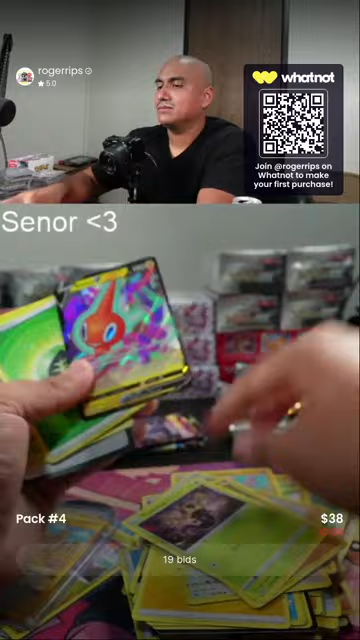 rogerrips
5.0
whatnot
Join @rogerrips on
Whatnot to make
your first purchase!
Senor <3
Pack #4
$38
19 bids